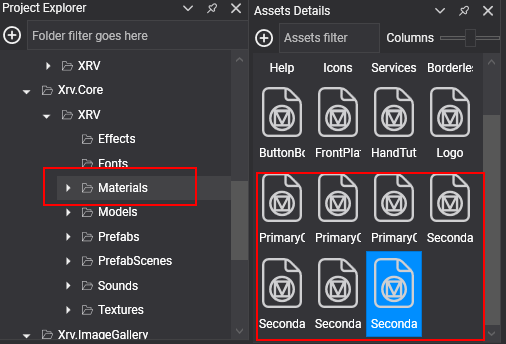 Project Explorer
Folder filter goes here
XRV
Xrv.Core
XRV
Effects
Fonts
Materials
Models
Prefabs
PrefabScenes
Sounds
Textures
Xrv.ImageGallery
Assets Details
Assets filter
Columns
Help Icons Services Borderles
ButtonBo FrontPlat HandTut Logo
PrimaryC PrimaryC PrimaryC Seconda
Seconda Seconda Seconda